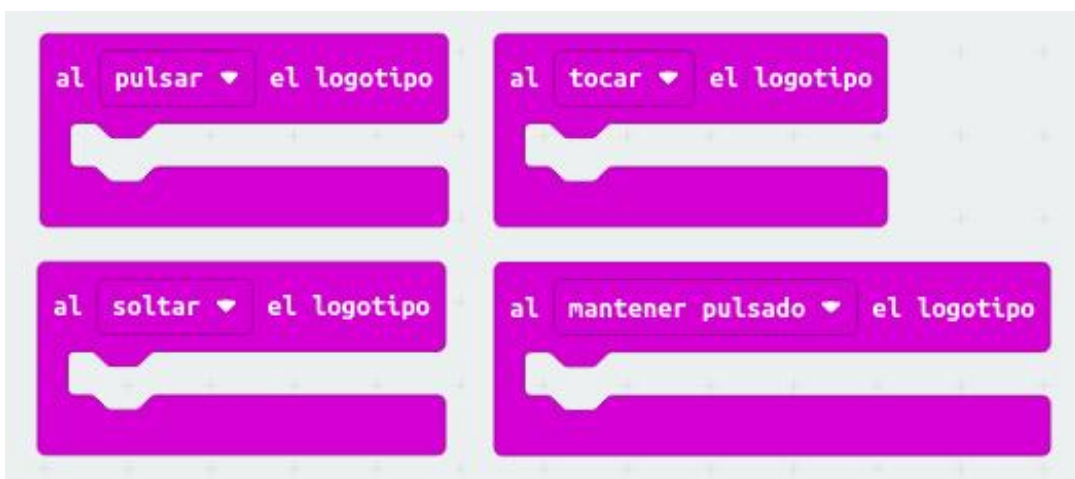 al pulsar el logotipo
al tocar el logotipo
al soltar el logotipo
al mantener pulsado el logotipo